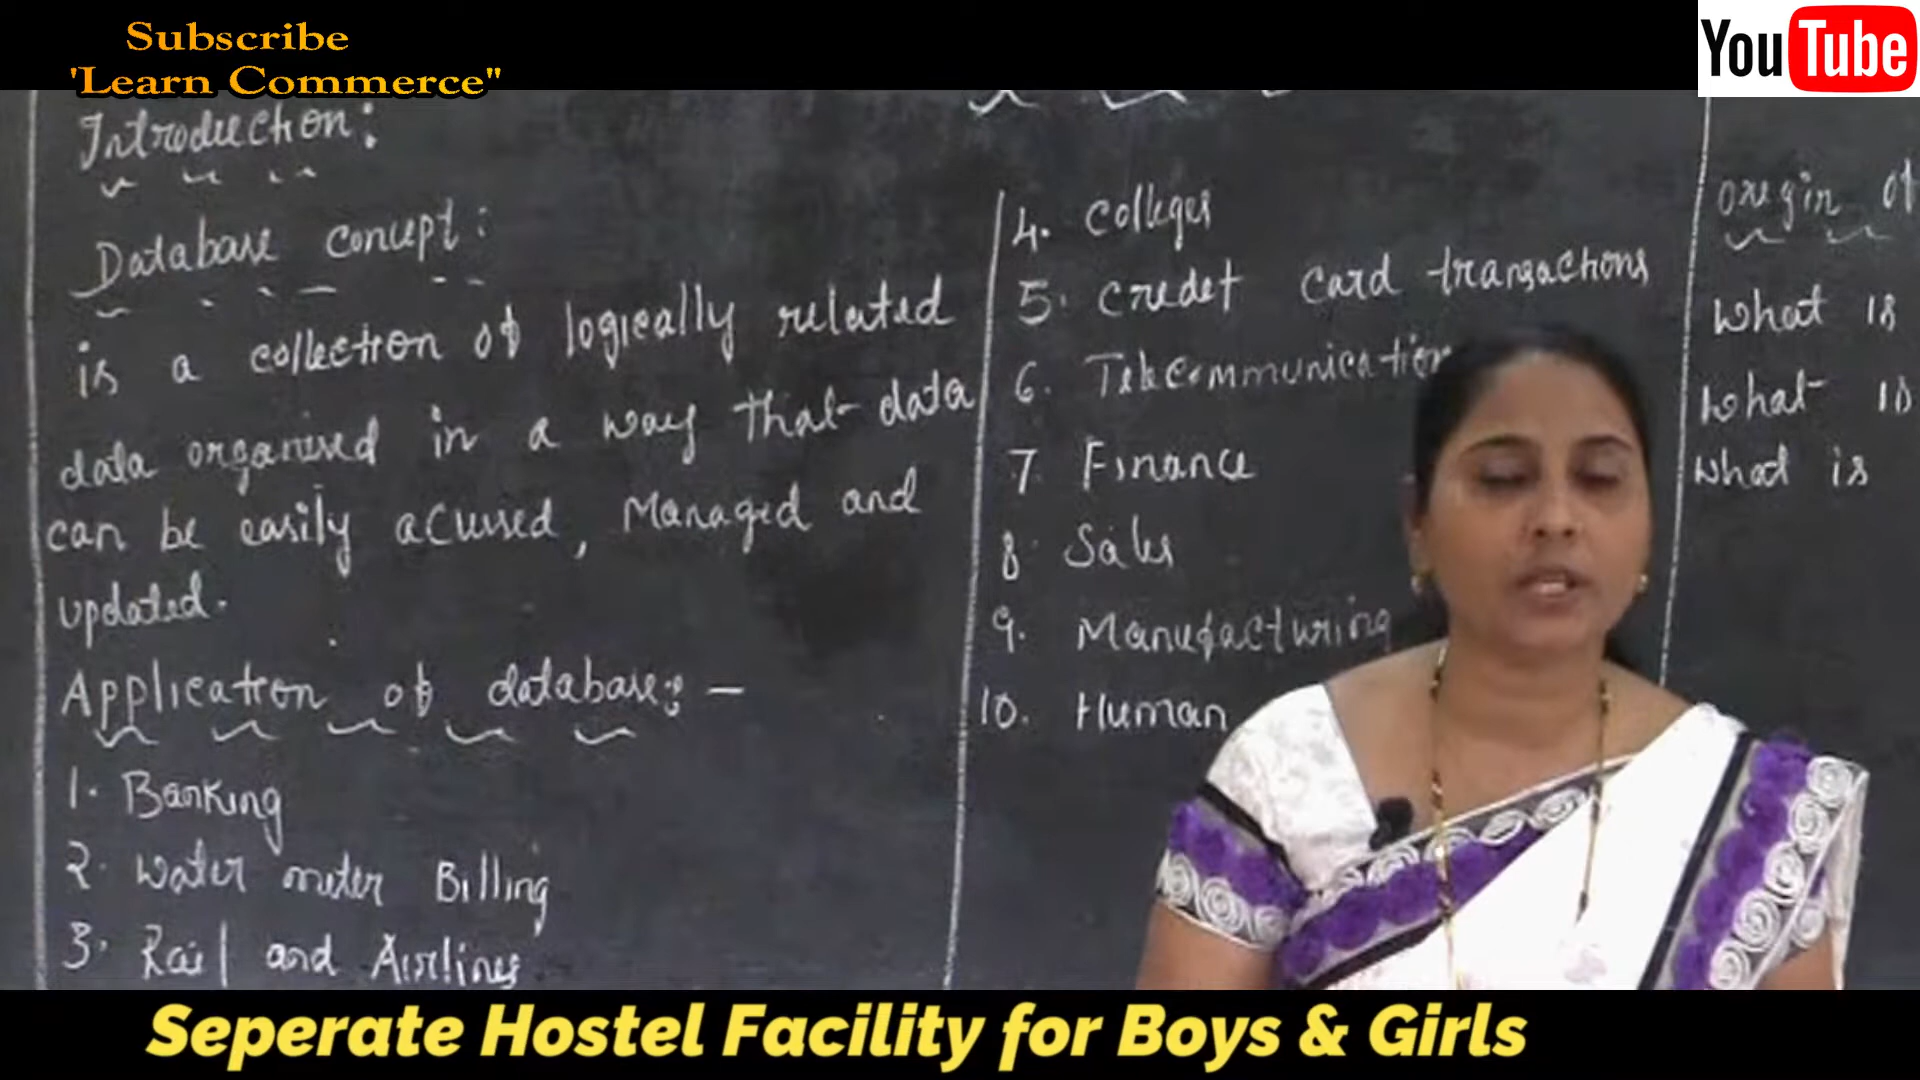 Subscribe
'Learn Commerce"
YouTube
Introduction:
Database concept:
is a collection of logically related
data organised in a way that data
can be easily accessed, Managed and
updated.
Application of database: -
1. Banking
2. Water meter Billing
3. Rail and Airlines
4. Colleges
5. Credit card transactions
6. Telecommunication
7 Finance
8. Sales
9. Manufacturing
10. Human
origin of
What is
What is
What is
Seperate Hostel Facility for Boys & Girls